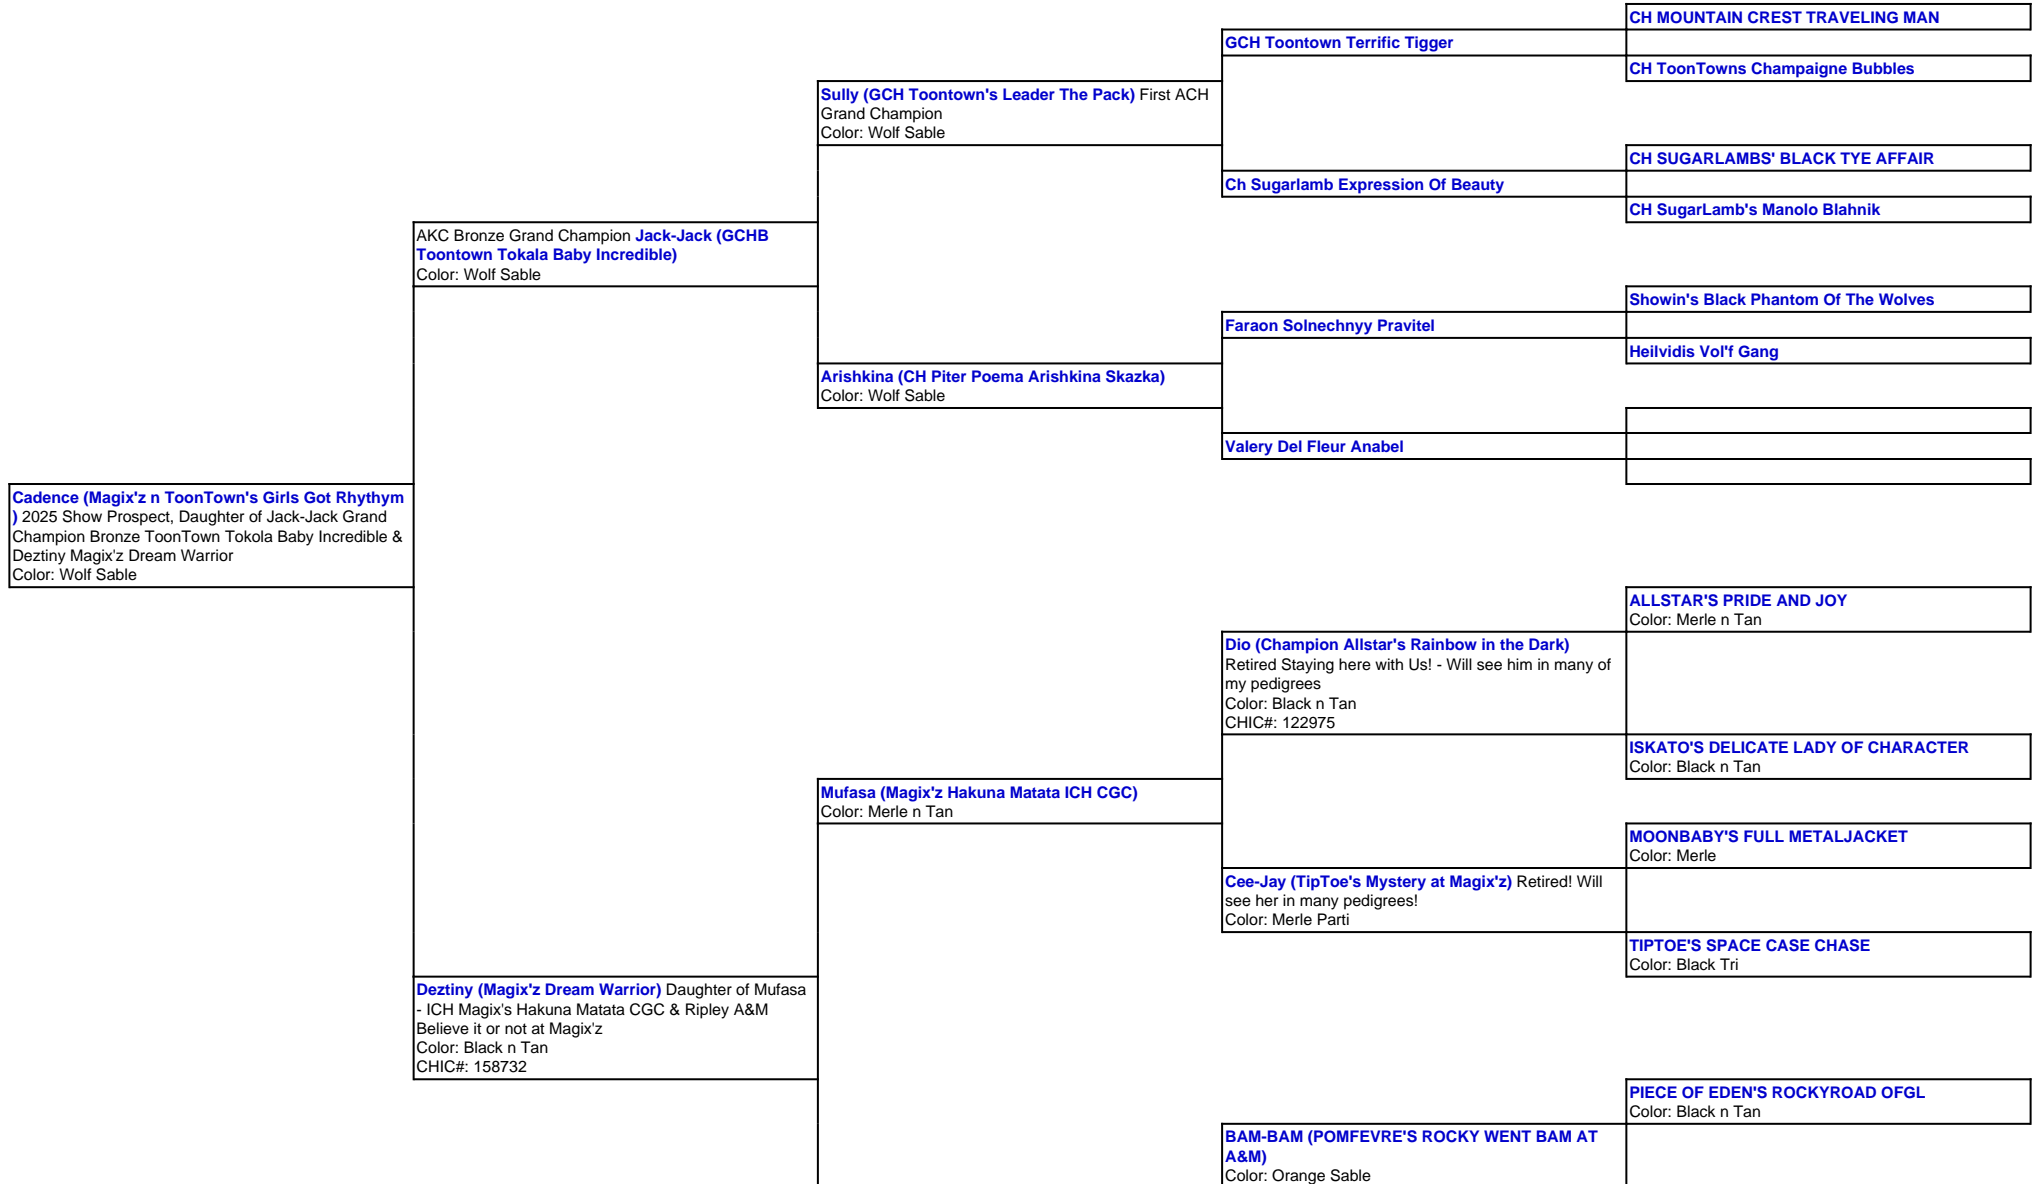 CH MOUNTAIN CREST TRAVELING MAN
GCH Toontown Terrific Tigger
CH ToonTowns Champaigne Bubbles
Sully (GCH Toontown's Leader The Pack) First ACH
Grand Champion
Color: Wolf Sable
CH SUGARLAMBS' BLACK TYE AFFAIR
Ch Sugarlamb Expression Of Beauty
CH SugarLamb's Manolo Blahnik
AKC Bronze Grand Champion Jack-Jack (GCHB
Toontown Tokala Baby Incredible)
Color: Wolf Sable
Showin's Black Phantom Of The Wolves
Faraon Solnechnyy Pravitel
Heilvidis Vol'f Gang
Arishkina (CH Piter Poema Arishkina Skazka)
Color: Wolf Sable
Valery Del Fleur Anabel
Cadence (Magix'z n ToonTown's Girls Got Rhythym
) 2025 Show Prospect, Daughter of Jack-Jack Grand
Champion Bronze ToonTown Tokola Baby Incredible &
Deztiny Magix'z Dream Warrior
Color: Wolf Sable
ALLSTAR'S PRIDE AND JOY
Color: Merle n Tan
Dio (Champion Allstar's Rainbow in the Dark)
Retired Staying here with Us! - Will see him in many of
my pedigrees
Color: Black n Tan
CHIC#: 122975
ISKATO'S DELICATE LADY OF CHARACTER
Color: Black n Tan
Mufasa (Magix'z Hakuna Matata ICH CGC)
Color: Merle n Tan
MOONBABY'S FULL METALJACKET
Color: Merle
Cee-Jay (TipToe's Mystery at Magix'z) Retired! Will
see her in many pedigrees!
Color: Merle Parti
TIPTOE'S SPACE CASE CHASE
Color: Black Tri
Deztiny (Magix'z Dream Warrior) Daughter of Mufasa
- ICH Magix's Hakuna Matata CGC & Ripley A&M
Believe it or not at Magix'z
Color: Black n Tan
CHIC#: 158732
PIECE OF EDEN'S ROCKYROAD OFGL
Color: Black n Tan
BAM-BAM (POMFEVRE'S ROCKY WENT BAM AT
A&M)
Color: Orange Sable